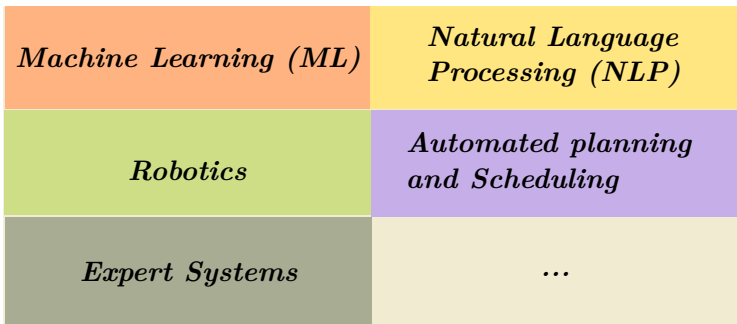 Machine Learning (ML)
Natural Language
Processing (NLP)
Robotics
Automated planning
and Scheduling
Expert Systems
...